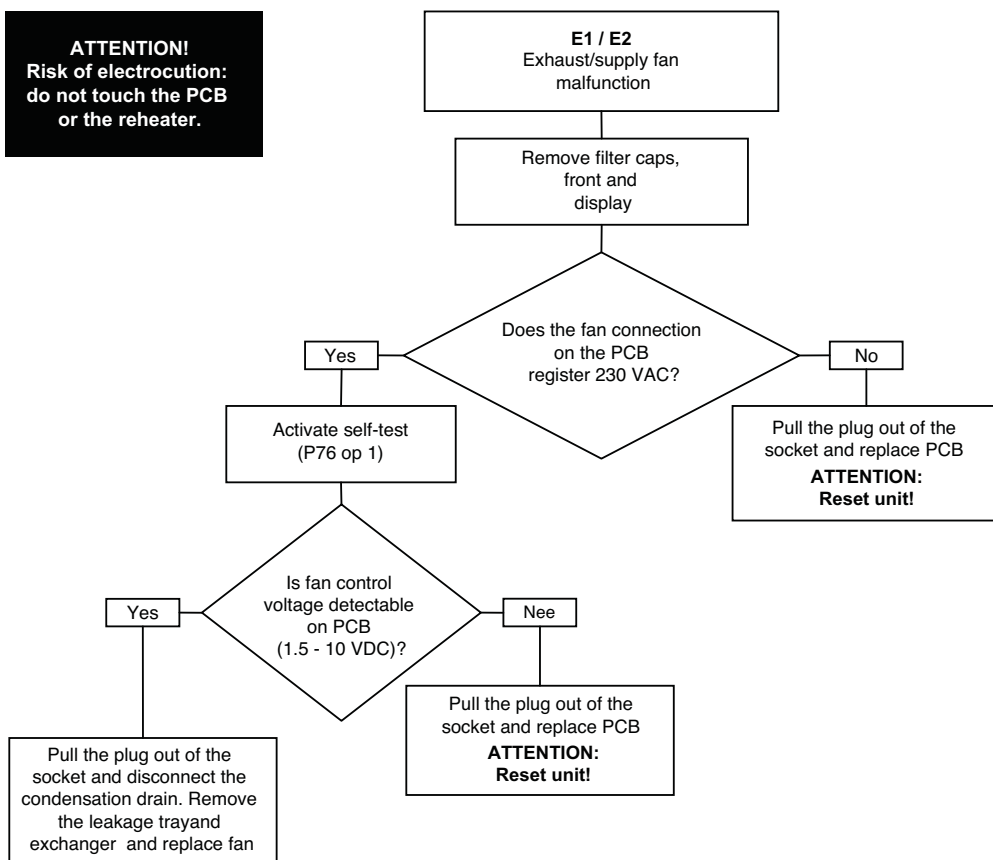 ATTENTION!
Risk of electrocution:
do not touch the PCB
or the reheater.
E1 / E2
Exhaust/supply fan
malfunction
Remove filter caps,
front and
display
Does the fan connection
on the PCB
register 230 VAC?
Yes
No
Activate self-test
(P76 op 1)
Pull the plug out of the
socket and replace PCB
ATTENTION:
Reset unit!
Is fan control
voltage detectable
on PCB
(1.5 - 10 VDC)?
Yes
Nee
Pull the plug out of the
socket and replace PCB
ATTENTION:
Reset unit!
Pull the plug out of the
socket and disconnect the
condensation drain. Remove
the leakage trayand
exchanger and replace fan